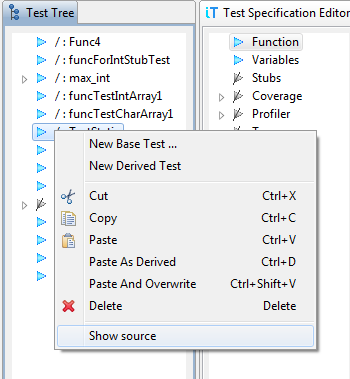 Test Tree
iT Test Specification Editor
/: Func4
/: funcForIntStubTest
/: max_int
/: funcTestIntArray1
/: funcTestCharArray1
Function
Variables
Stubs
Coverage
Profiler
New Base Test ...
New Derived Test
Cut Ctrl+X
Copy Ctrl+C
Paste Ctrl+V
Paste As Derived Ctrl+D
Paste And Overwrite Ctrl+Shift+V
Delete Delete
Show source